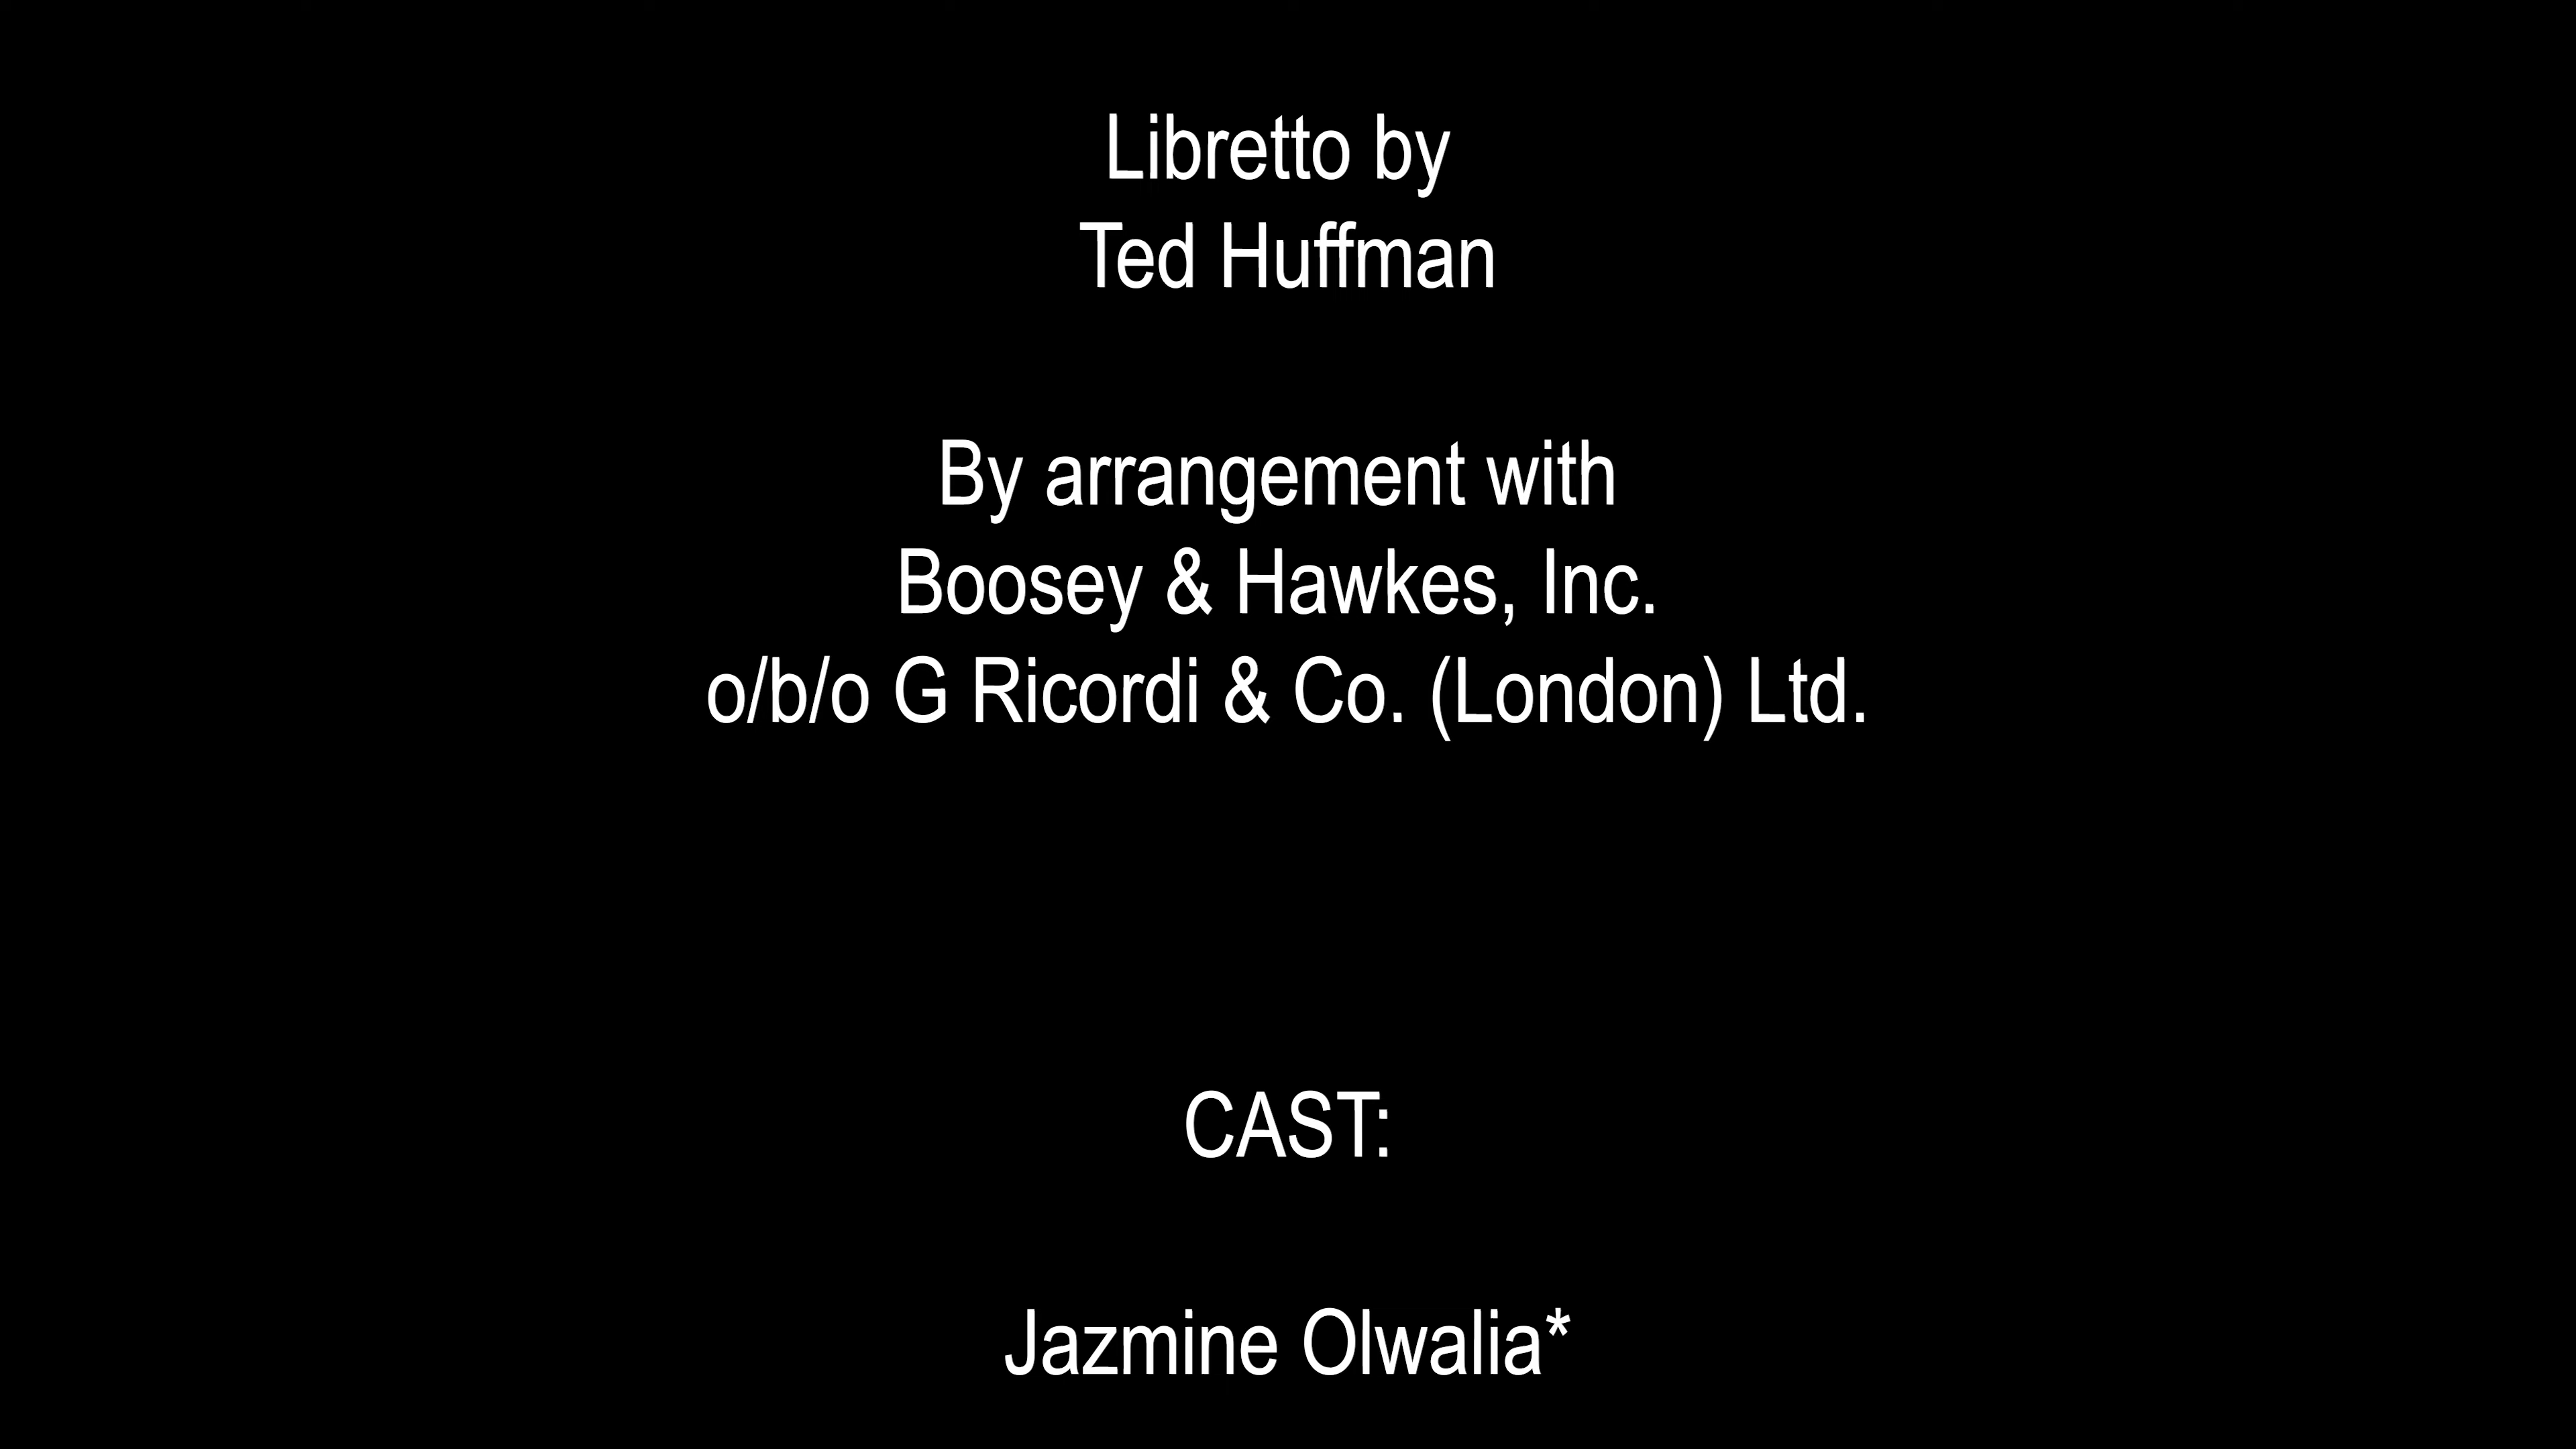 Libretto by
Ted Huffman
By arrangement with
Boosey & Hawkes, Inc.
o/b/o G Ricordi & Co. (London) Ltd.
CAST:
Jazmine Olwalia*